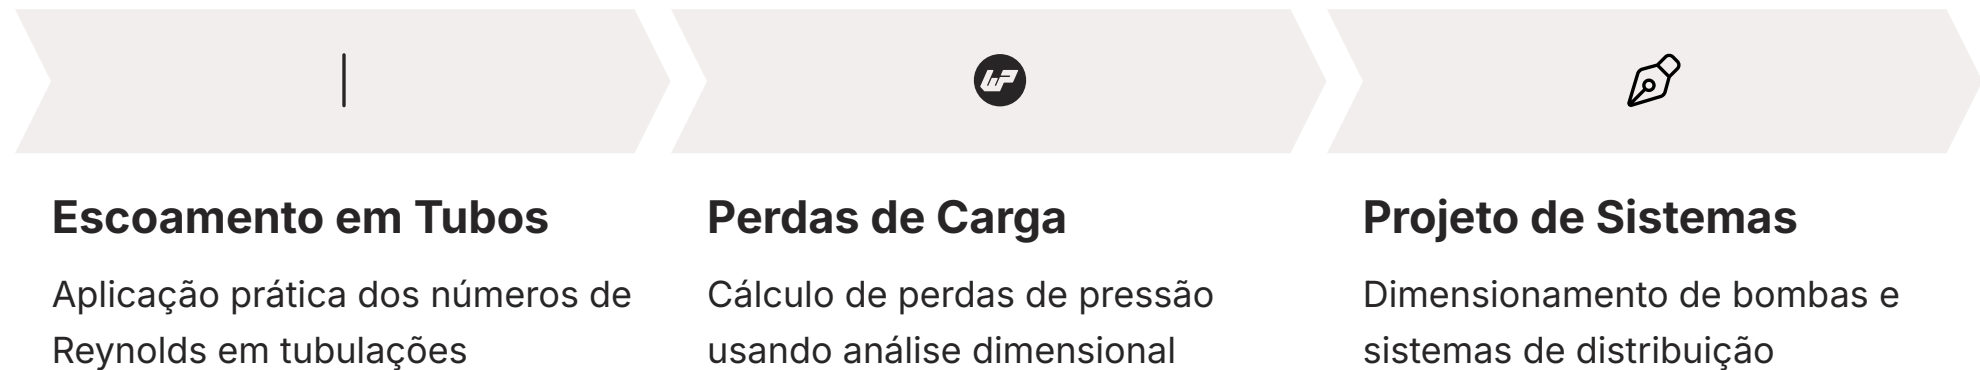 Escoamento em Tubos
Aplicação prática dos números de
Reynolds em tubulações
Perdas de Carga
Cálculo de perdas de pressão
usando análise dimensional
Projeto de Sistemas
Dimensionamento de bombas e
sistemas de distribuição